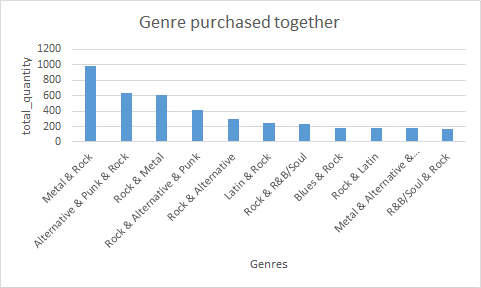 Genre purchased together
total_quantity
1200
1000
800
600
400
200
0
Metal & Rock
Alternative & Punk & Rock
Rock & Metal
Rock & Alternative & Punk
Rock & Alternative
Latin & Rock
Rock & R&B/Soul
Blues & Rock
Rock & Latin
Metal & Alternative &...
R&B/Soul & Rock
Genres